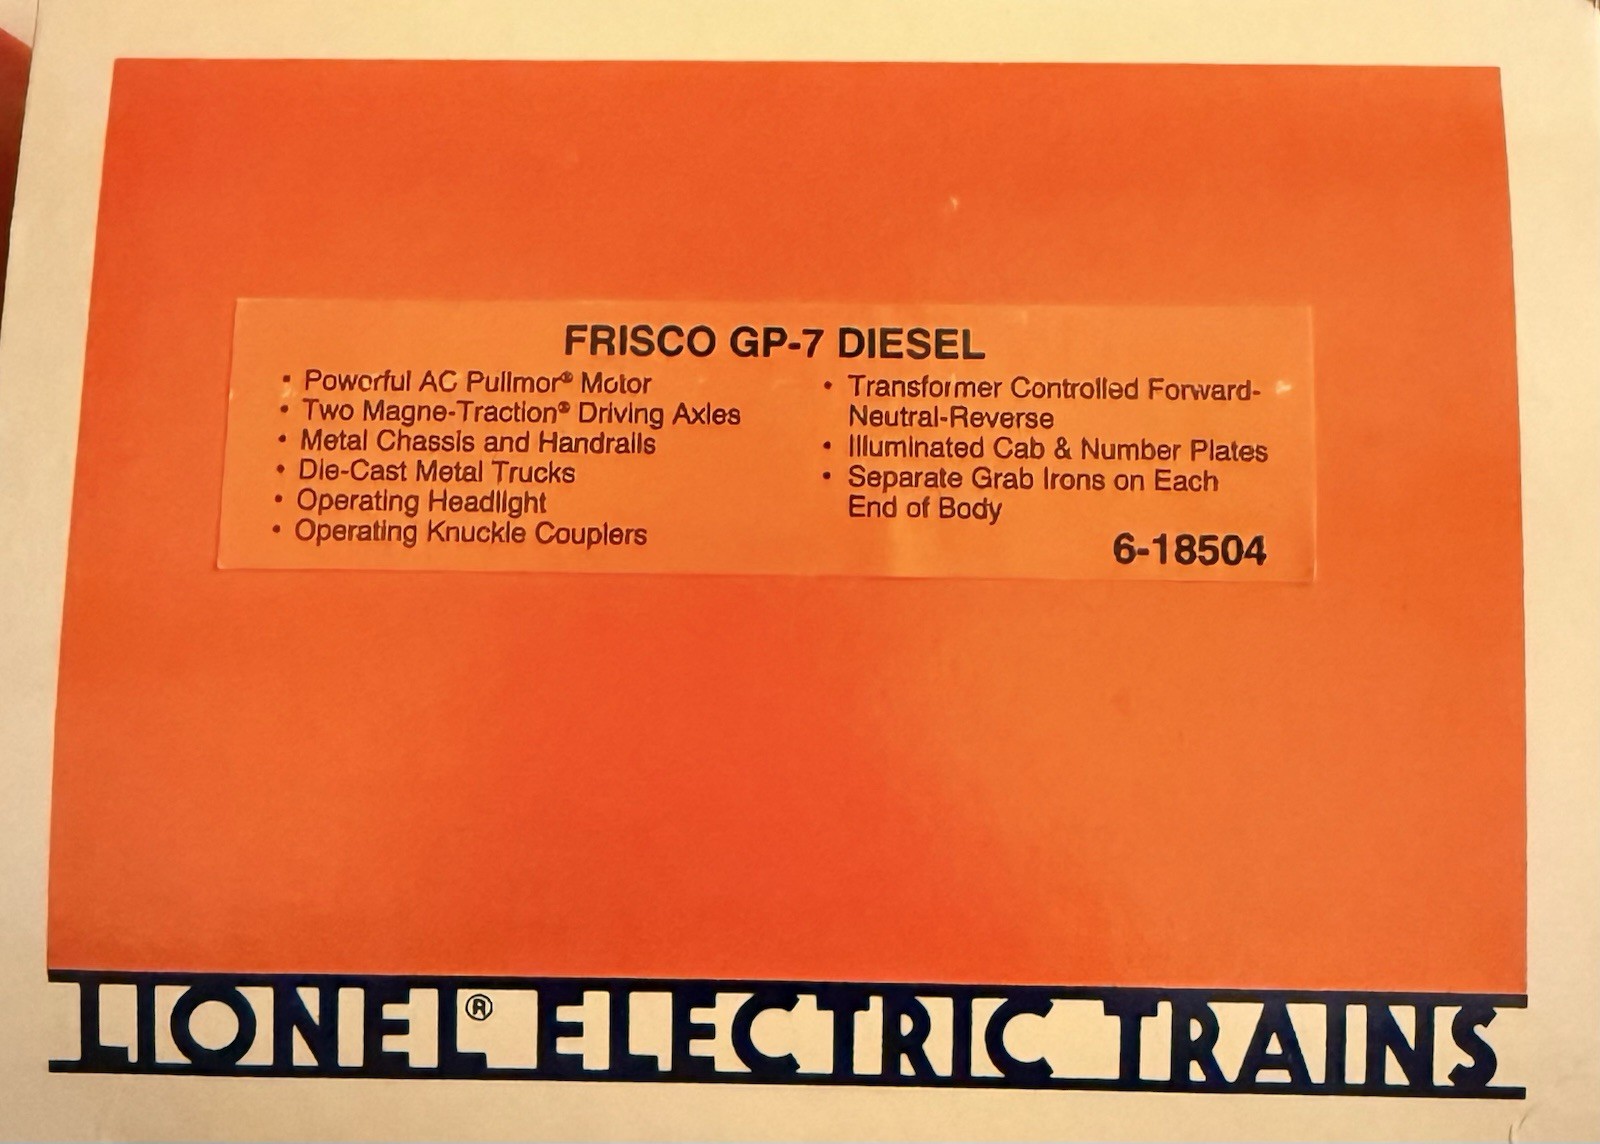 FRISCO GP-7 DIESEL
• Powerful AC Pullmor® Motor
• Two Magne-Traction® Driving Axles
• Metal Chassis and Handrails
• Die-Cast Metal Trucks
• Operating Headlight
• Operating Knuckle Couplers
• Transformer Controlled Forward-
Neutral-Reverse
• Illuminated Cab & Number Plates
• Separate Grab Irons on Each
End of Body
6-18504
LIONEL® ELECTRIC TRAINS